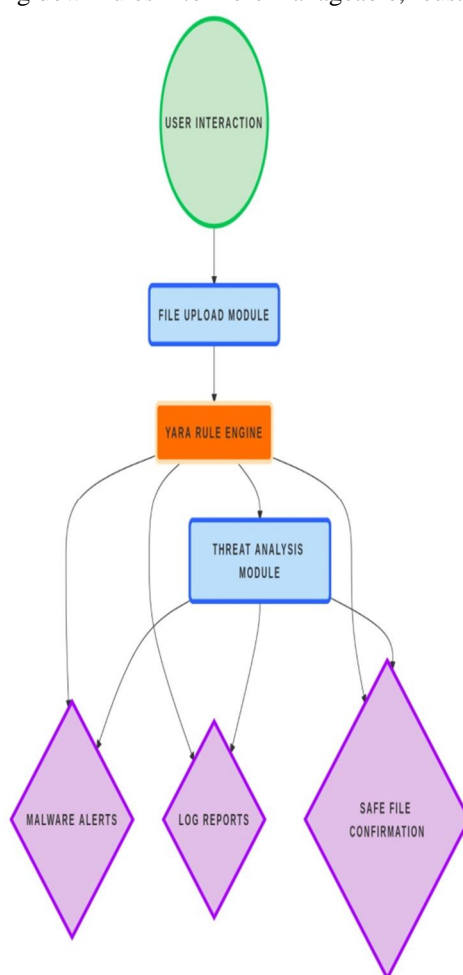 USER INTERACTION
FILE UPLOAD MODULE
YARA RULE ENGINE
THREAT ANALYSIS
MODULE
MALWARE ALERTS
LOG REPORTS
SAFE FILE
CONFIRMATION